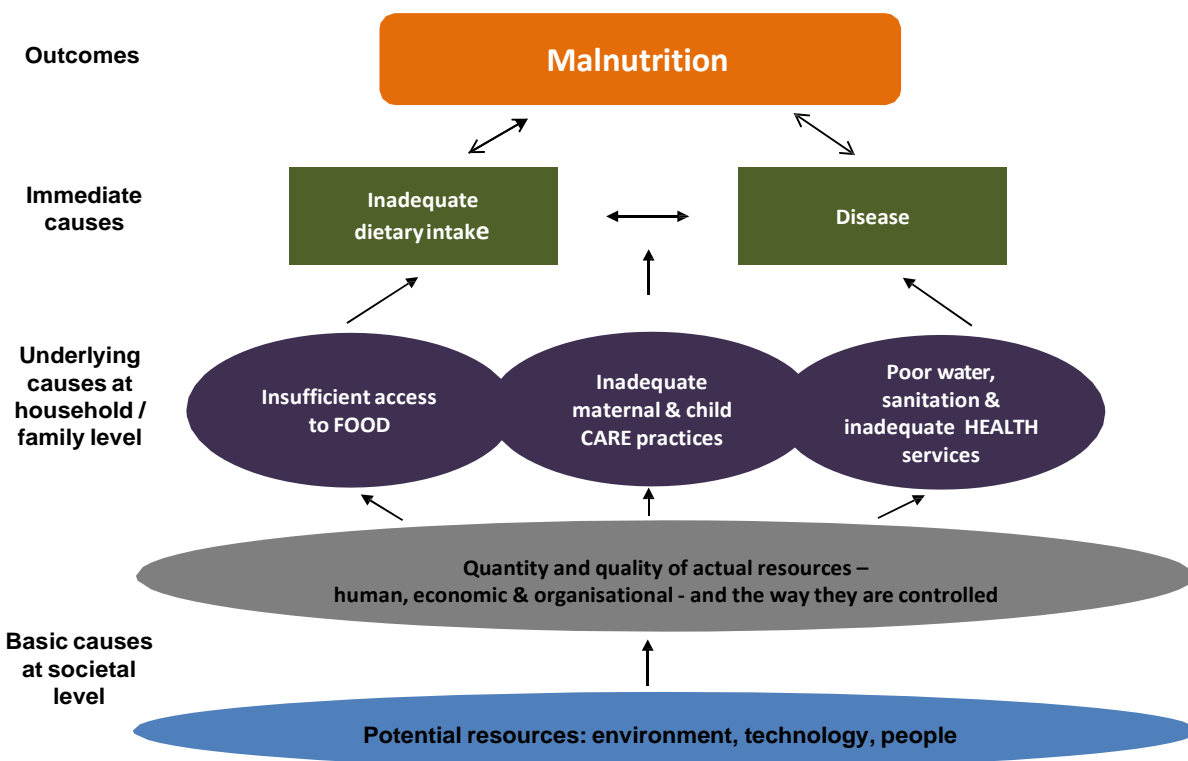 Outcomes
Malnutrition
Immediate
causes
Inadequate
dietary intake
Disease
Underlying
causes at
household /
family level
Insufficient access
to FOOD
Inadequate
maternal & child
CARE practices
Poor water,
sanitation &
inadequate HEALTH
services
Quantity and quality of actual resources –
human, economic & organisational - and the way they are controlled
Basic causes
at societal
level
Potential resources: environment, technology, people